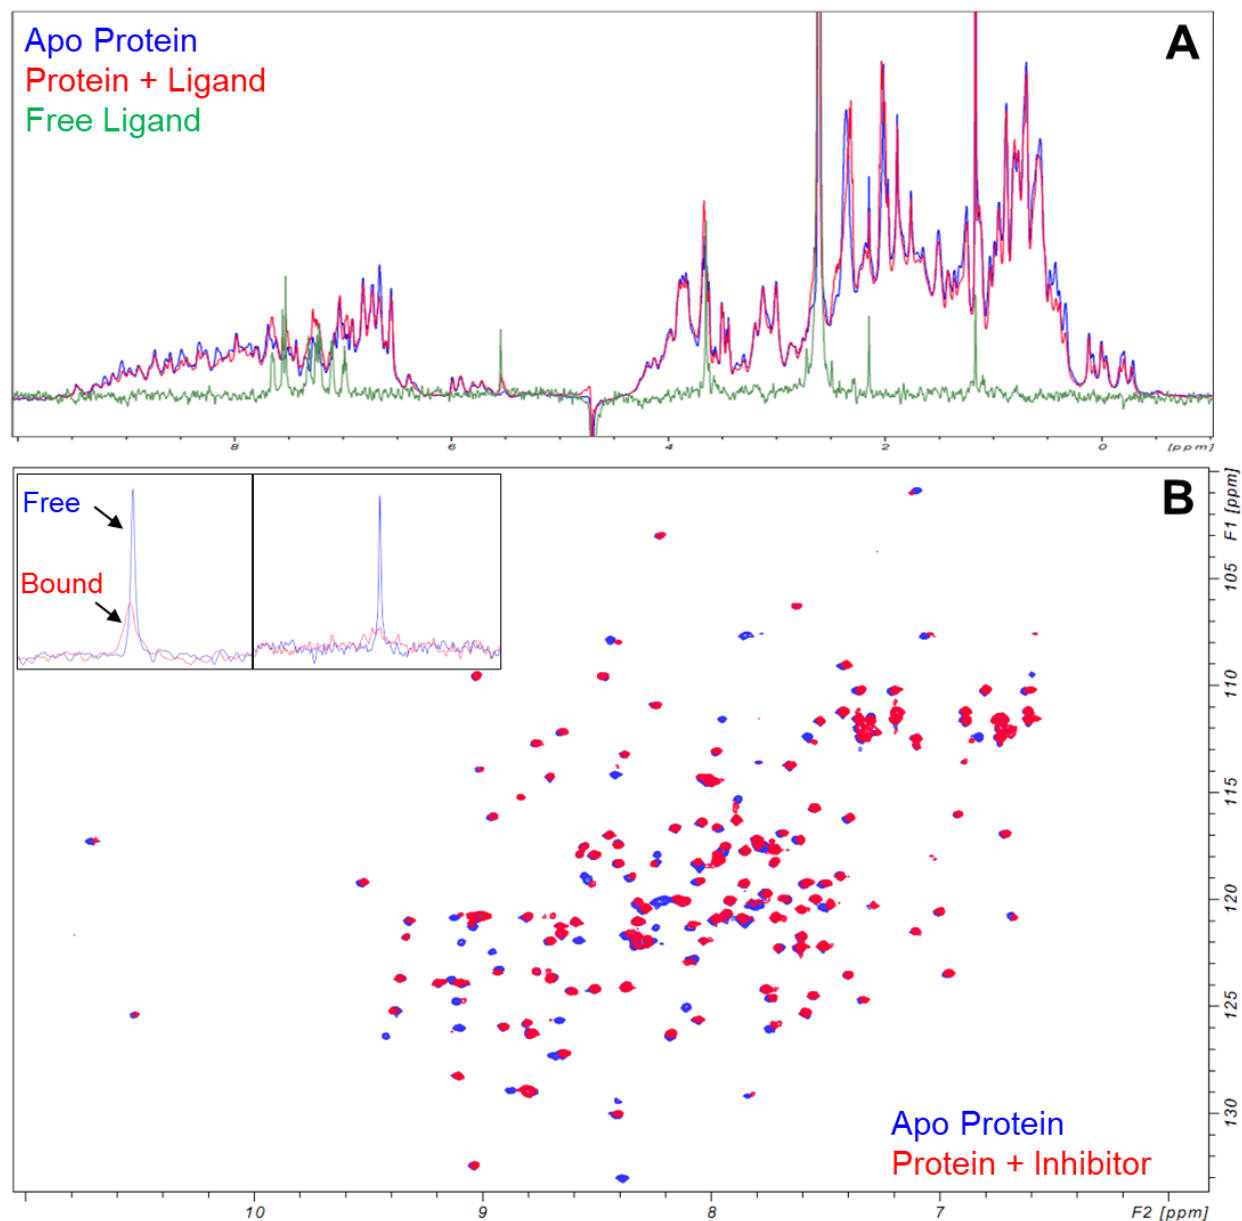 Apo Protein
A
Protein + Ligand
Free Ligand
8
6
4
2
0
[ppm]
Free
Bound
B
F1 [ppm]
105
110
115
120
125
130
Apo Protein
Protein + Inhibitor
10
9
8
7
F2 [ppm]